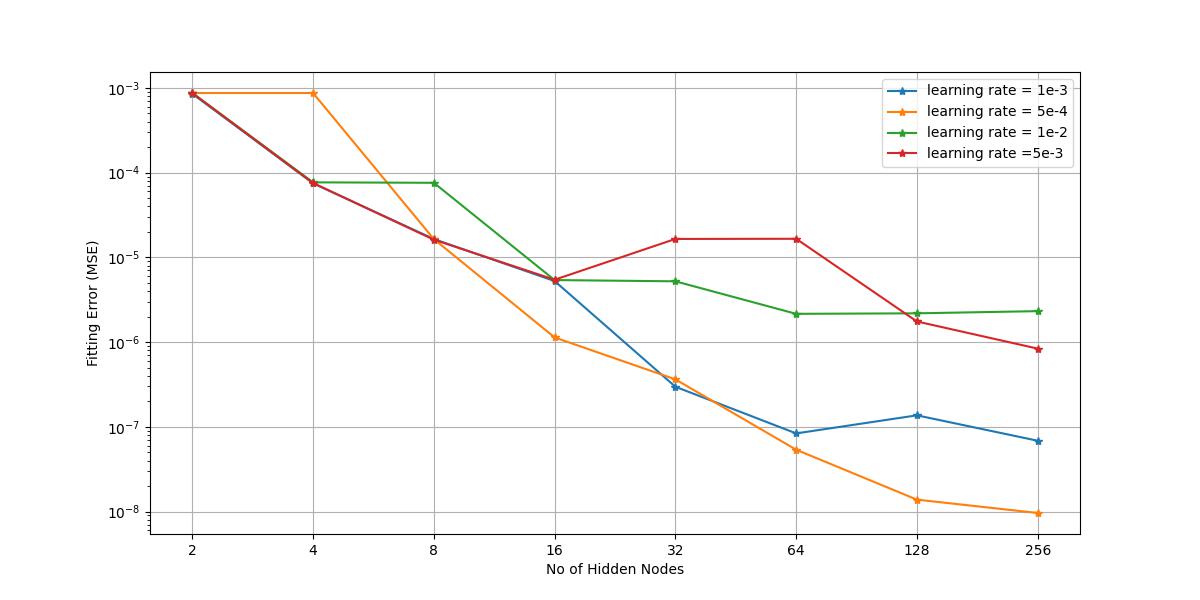 learning rate = 1e-3
learning rate = 5e-4
learning rate = 1e-2
learning rate =5e-3
Fitting Error (MSE)
10⁻³
10⁻⁴
10⁻⁵
10⁻⁶
10⁻⁷
10⁻⁸
2 4 8 16 32 64 128 256
No of Hidden Nodes